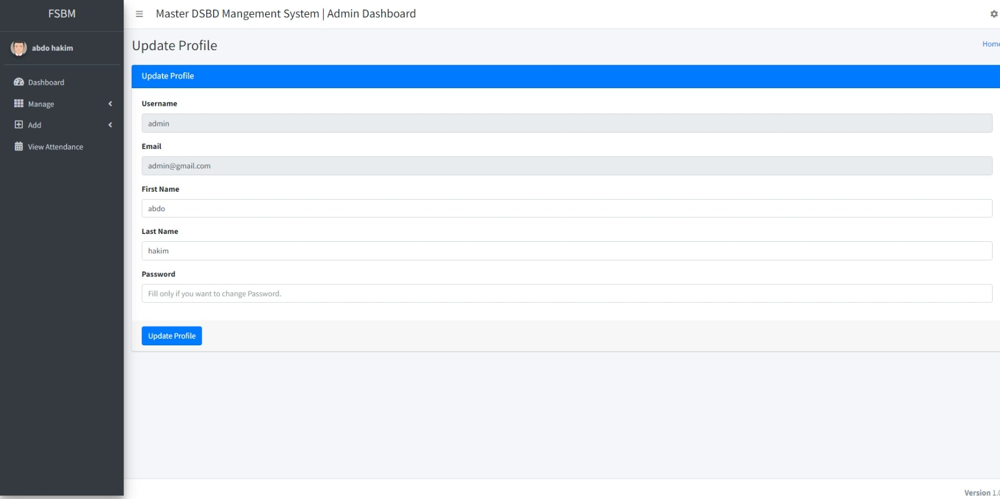 FSBM
Master DSBD Mangement System | Admin Dashboard
abdo hakim
Dashboard
Manage
Add
View Attendance
Update Profile
Home
Update Profile
Username
admin
Email
admin@gmail.com
First Name
abdo
Last Name
hakim
Password
Fill only if you want to change Password.
Update Profile
Version 1.0